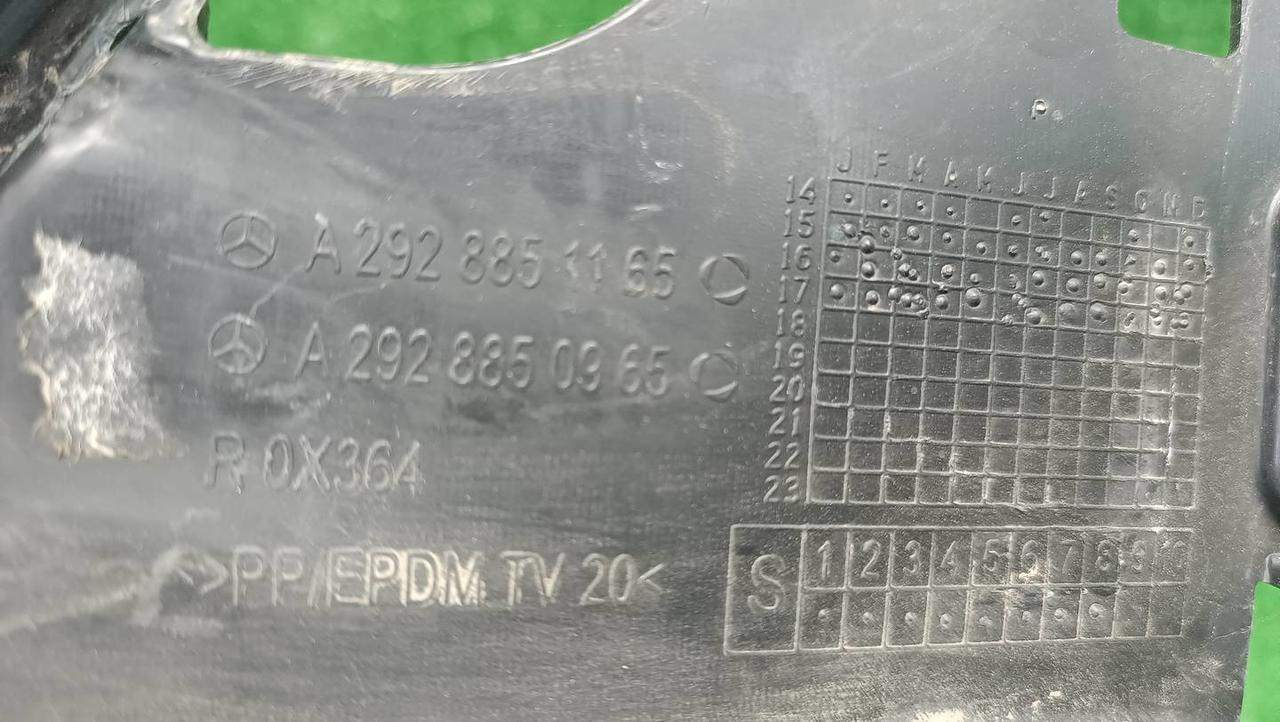 P
J F M A M J J A S O N D
14
15
16
17
18
19
20
21
22
23
A 292 885 11 65
A 292 885 09 65
R 0X364
>PP/EPDM TV 20<
S 1 2 3 4 5 6 7 8 9 10